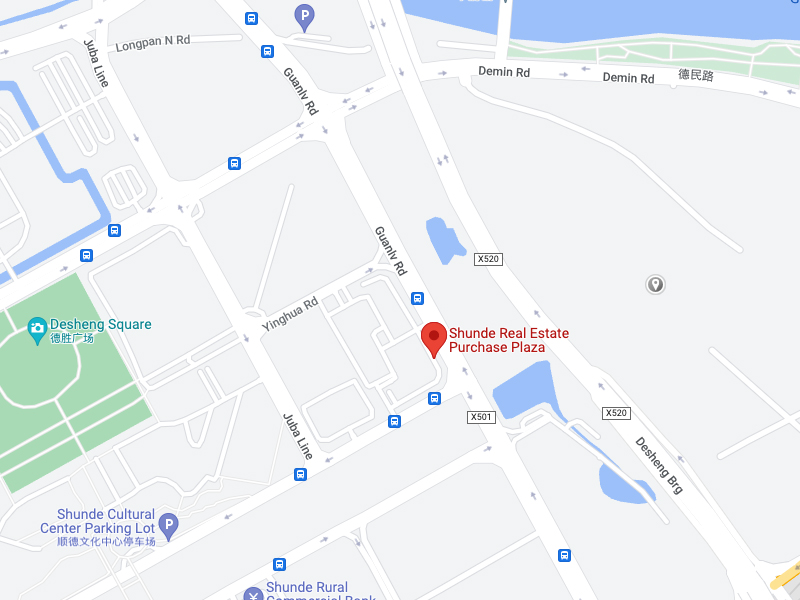 P
Juba Line
Longpan N Rd
Guanlv Rd
Demin Rd
Demin Rd
德民路
Guanlv Rd
X520
Yinghua Rd
Desheng Square
德胜广场
Shunde Real Estate
Purchase Plaza
X501
X520
Juba Line
Desheng Brg
Shunde Cultural
Center Parking Lot
顺德文化中心停车场
P
Shunde Rural
Commercial Bank